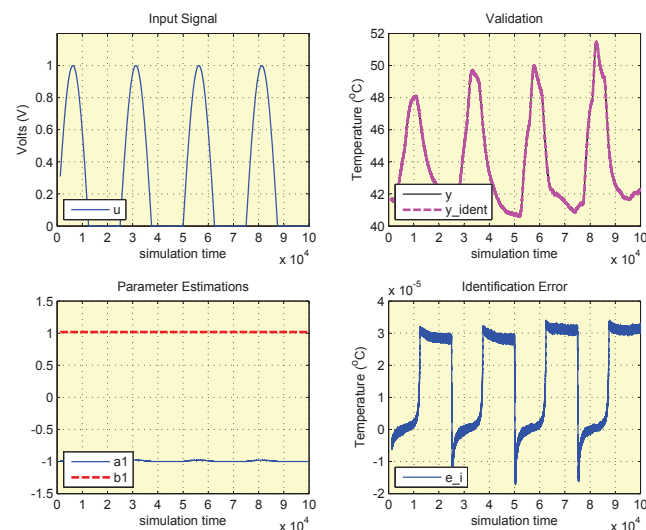 Input Signal
Volts (V)
1
0.8
0.6
0.4
0.2
0
u
0 1 2 3 4 5 6 7 8 9 10
simulation time
x 10^4
Validation
Temperature (°C)
52
50
48
46
44
42
40
y
y_ident
0 1 2 3 4 5 6 7 8 9 10
simulation time
x 10^4
Parameter Estimations
1.5
1
0.5
0
-0.5
-1
-1.5
a1
b1
0 1 2 3 4 5 6 7 8 9 10
simulation time
x 10^4
Identification Error
x 10^-5
Temperature (°C)
4
3
2
1
0
-1
-2
e_i
0 1 2 3 4 5 6 7 8 9 10
simulation time
x 10^4